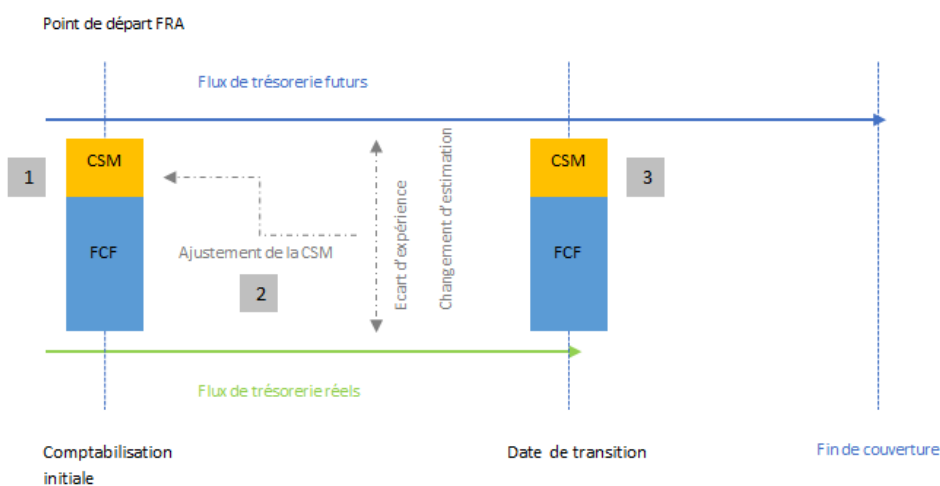 Point de départ FRA
Flux de trésorerie futurs
CSM
1
FCF
Ajustement de la CSM
2
Ecart d'expérience
Changement d'estimation
CSM
3
FCF
Flux de trésorerie réels
Comptabilisation
initiale
Date de transition
Fin de couverture